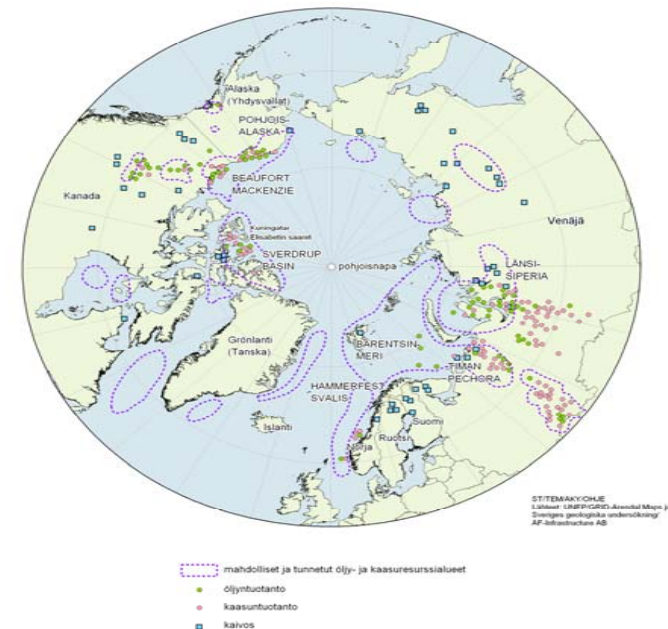 Alaska
(Yhdysvallat)
POHJOIS-
ALASKA
BEAUFORT
MACKENZIE
Kanada
Kuningatar
Elisabetin saaret
SVERDRUP
BASIN
pohjoisnapa
Venäjä
LÄNSI-
SIPERIA
Grönlanti
(Tanska)
BARENTSIN
MERI
TIMAN
PECHORA
HAMMERFEST
SVALIS
Islanti
Norja
Ruotsi
Suomi
ST/TEM/AKY/OHJE
Lähteet: UNEP/GRID-Arendal Maps ja
Sveriges geologiska undersökning/
ÅF-Infrastructure AB
mahdolliset ja tunnetut öljy- ja kaasuresurssialueet
öljyntuotanto
kaasuntuotanto
kaivos